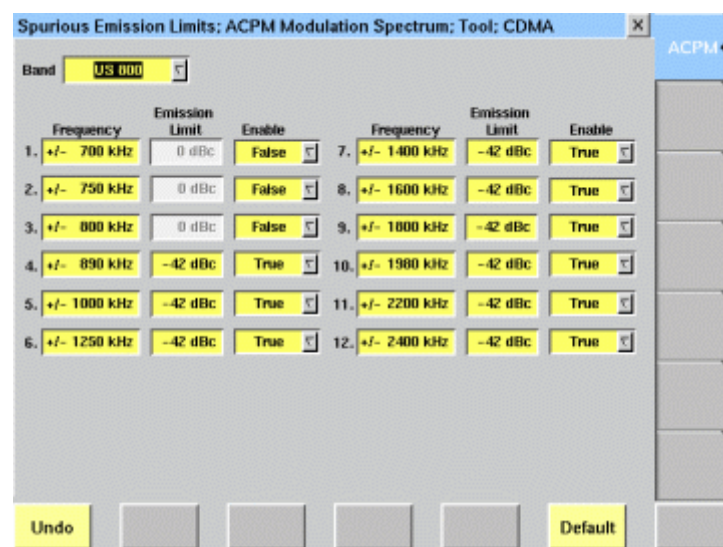 Spurious Emission Limits; ACPM Modulation Spectrum; Tool; CDMA
ACPM
Band US 800
Frequency Emission Limit Enable Frequency Emission Limit Enable
1. +/- 700 kHz 0 dBc False 7. +/- 1400 kHz -42 dBc True
2. +/- 750 kHz 0 dBc False 8. +/- 1600 kHz -42 dBc True
3. +/- 800 kHz 0 dBc False 9. +/- 1800 kHz -42 dBc True
4. +/- 890 kHz -42 dBc True 10. +/- 1980 kHz -42 dBc True
5. +/- 1000 kHz -42 dBc True 11. +/- 2200 kHz -42 dBc True
6. +/- 1250 kHz -42 dBc True 12. +/- 2400 kHz -42 dBc True
Undo Default